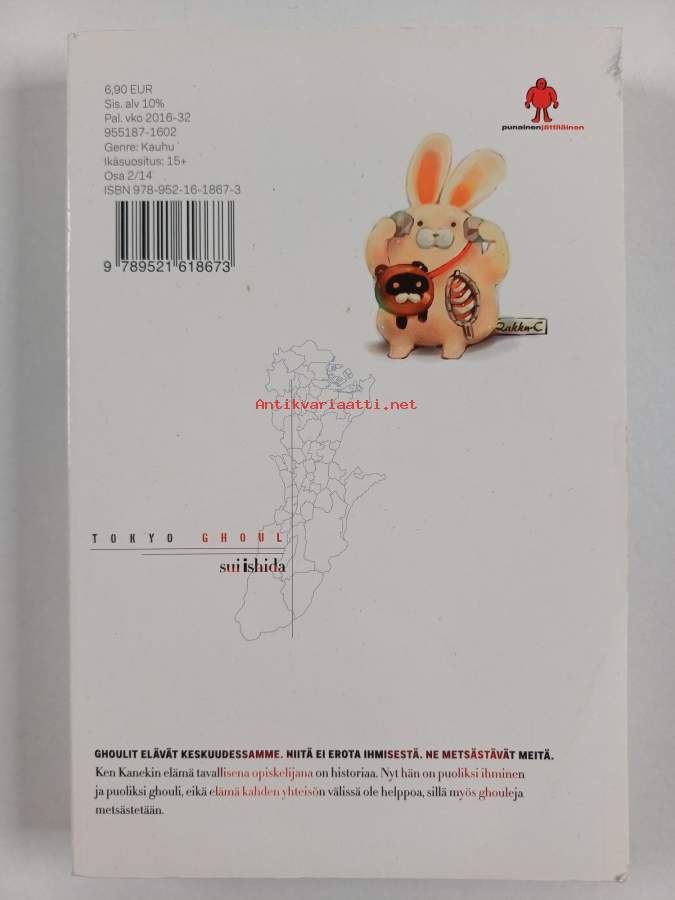 6,90 EUR
Sis. alv 10%
Pal. vko 2016-32
955187-1602
Genre: Kauhu
Ikäsuositus: 15+
Osa 2/14
ISBN 978-952-16-1867-3
9 789521 618673
punainenjättiläinen
Rakku-C
Antikvariaatti.net
TOKYO GHOUL
sui ishida
GHOULIT ELÄVÄT KESKUUDESSAMME. NIITÄ EI EROTA IHMISESTÄ. NE METSÄSTÄVÄT MEITÄ.
Ken Kanekin elämä tavallisena opiskelijana on historiaa. Nyt hän on puoliksi ihminen
ja puoliksi ghouli, eikä elämä kahden yhteisön välissä ole helppoa, sillä myös ghouleja
metsästetään.